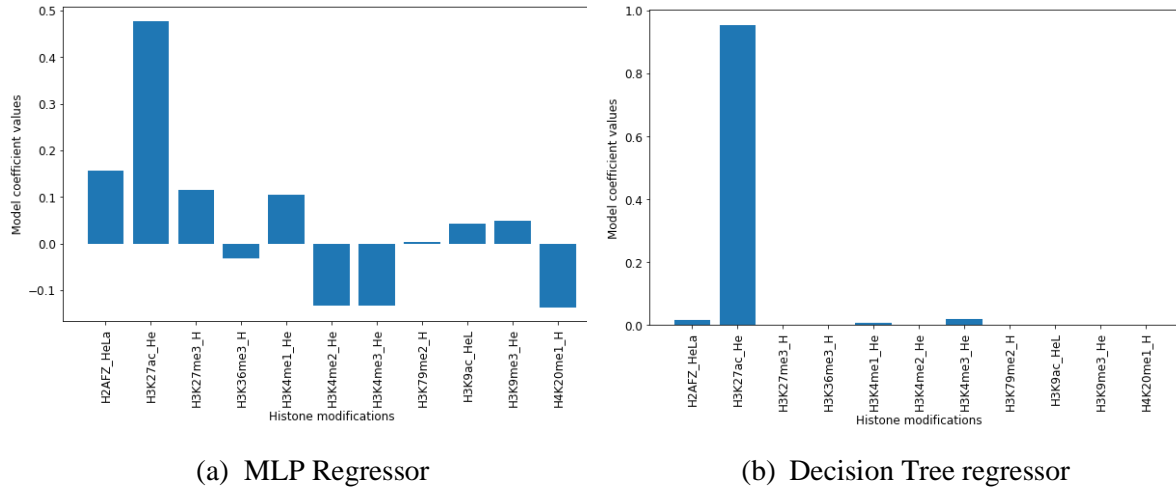 0.5
0.4
0.3
0.2
0.1
0.0
−0.1
Model coefficient values
H2AFZ_HeLa
H3K27ac_He
H3K27me3_H
H3K36me3_H
H3K4me1_He
H3K4me2_He
H3K4me3_He
H3K79me2_H
H3K9ac_HeL
H3K9me3_He
H4K20me1_H
Histone modifications
(a) MLP Regressor
1.0
0.8
0.6
0.4
0.2
0.0
Model coefficient values
H2AFZ_HeLa
H3K27ac_He
H3K27me3_H
H3K36me3_H
H3K4me1_He
H3K4me2_He
H3K4me3_He
H3K79me2_H
H3K9ac_HeL
H3K9me3_He
H4K20me1_H
Histone modifications
(b) Decision Tree regressor